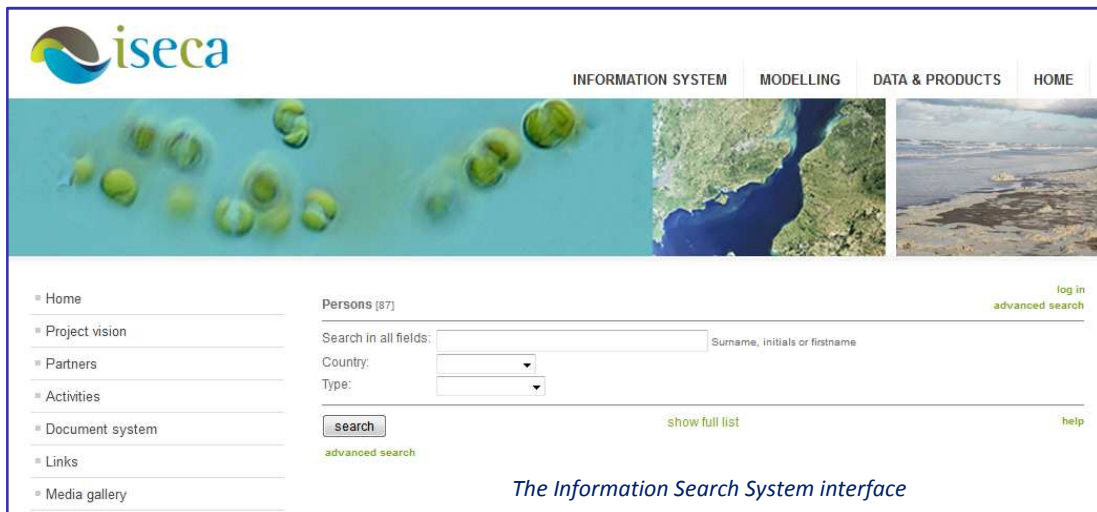 iseca
INFORMATION SYSTEM MODELLING DATA & PRODUCTS HOME
Home
Project vision
Partners
Activities
Document system
Links
Media gallery
Persons [87]
log in
advanced search
Search in all fields: Surname, initials or firstname
Country:
Type:
search show full list help
advanced search
The Information Search System interface